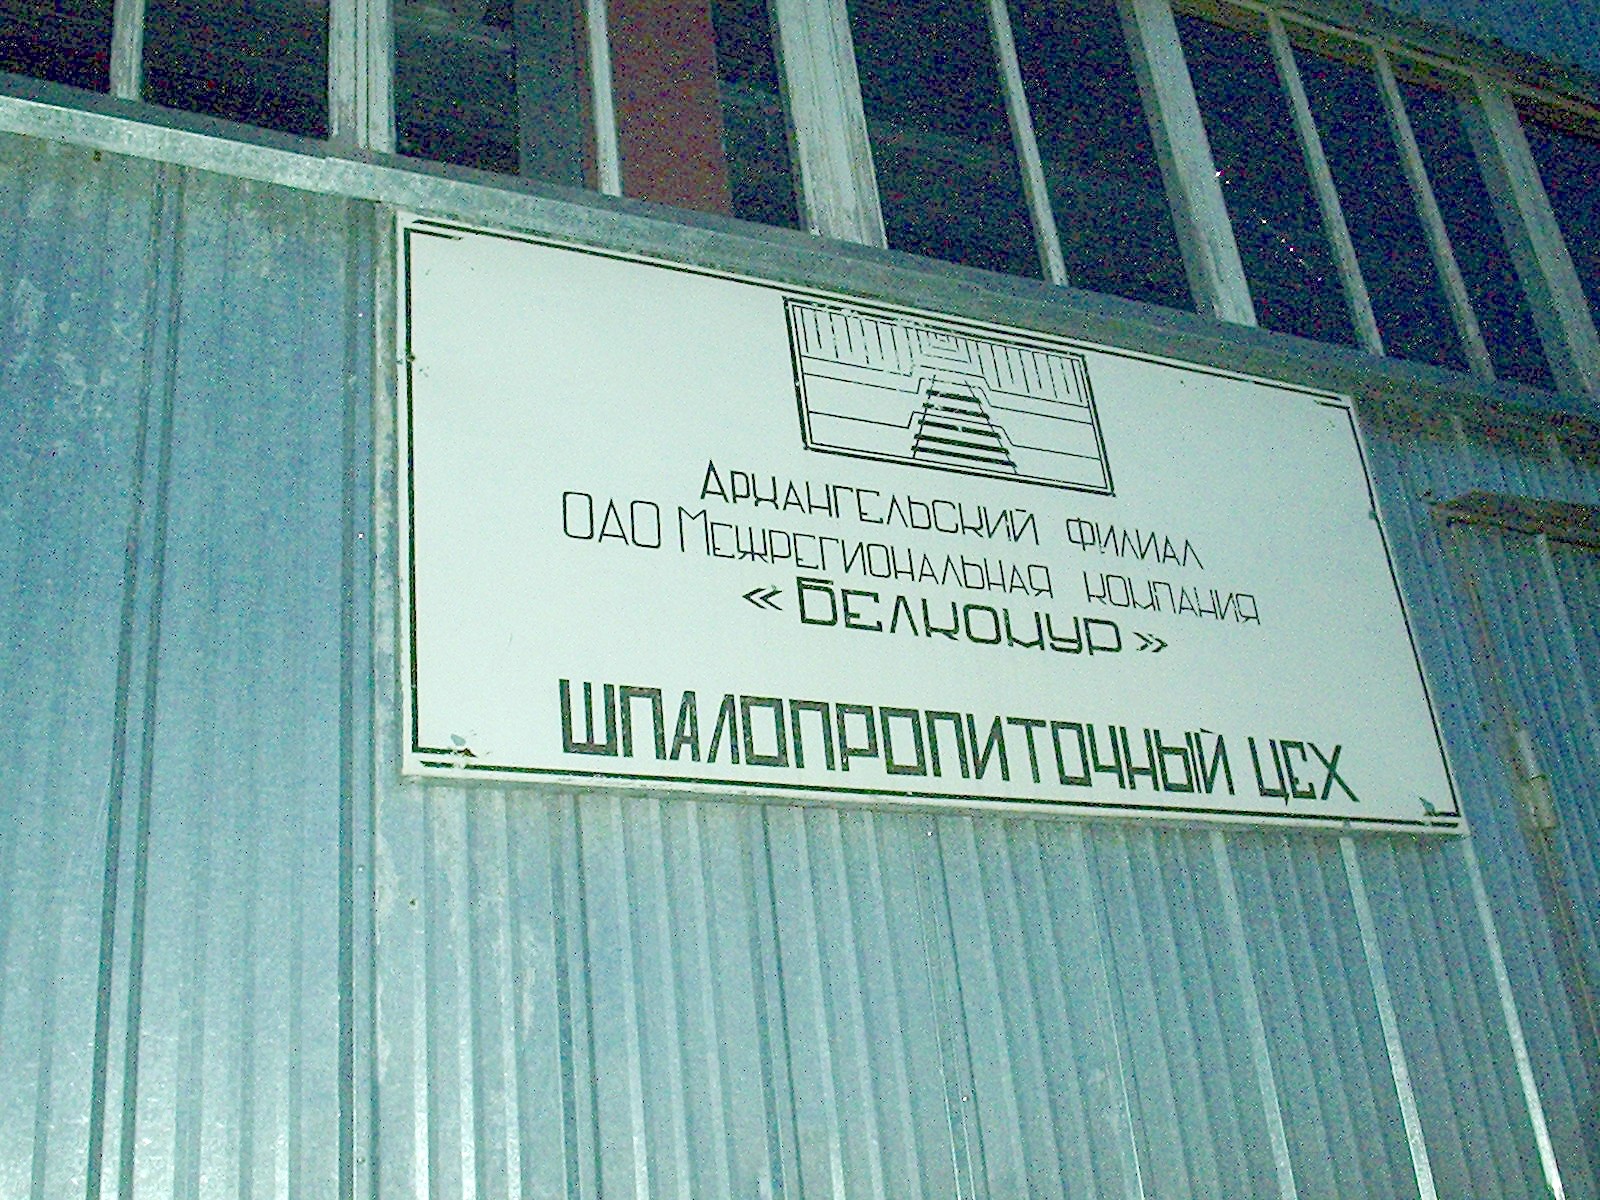 Архангельский филиал
ОАО Межрегиональная компания
«Белкомур»
шпалопропиточный цех